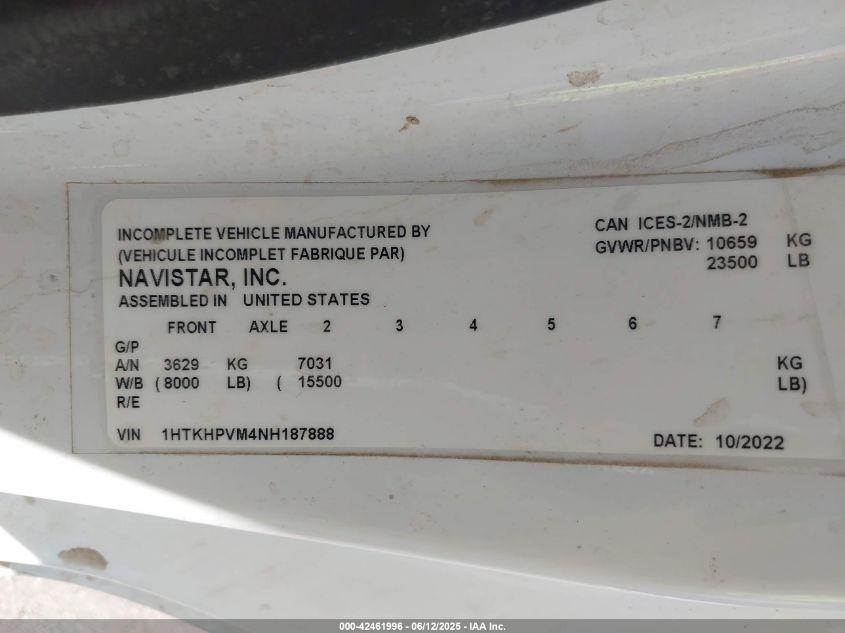 INCOMPLETE VEHICLE MANUFACTURED BY
(VEHICULE INCOMPLET FABRIQUE PAR)
NAVISTAR, INC.
ASSEMBLED IN UNITED STATES
CAN ICES-2/NMB-2
GVWR/PNBV: 10659 KG
23500 LB
FRONT AXLE 2 3 4 5 6 7
G/P
A/N 3629 KG 7031 KG
W/B (8000 LB) ( 15500 LB)
R/E
VIN 1HTKHPVM4NH187888
DATE: 10/2022
000-42461996 - 06/12/2025 - IAA Inc.